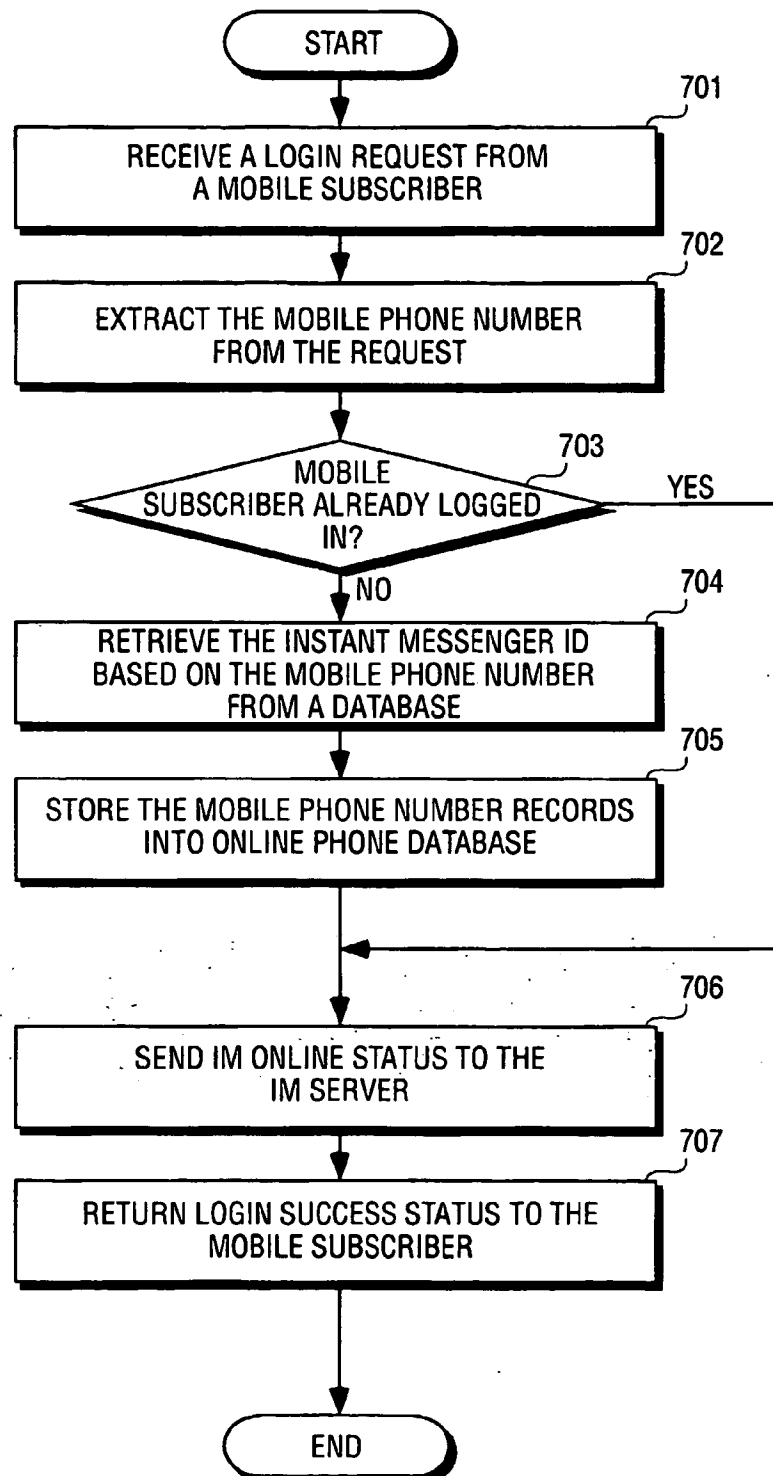 START
701
RECEIVE A LOGIN REQUEST FROM
A MOBILE SUBSCRIBER
702
EXTRACT THE MOBILE PHONE NUMBER
FROM THE REQUEST
703
MOBILE
SUBSCRIBER ALREADY LOGGED
IN?
YES
NO
704
RETRIEVE THE INSTANT MESSENGER ID
BASED ON THE MOBILE PHONE NUMBER
FROM A DATABASE
705
STORE THE MOBILE PHONE NUMBER RECORDS
INTO ONLINE PHONE DATABASE
706
SEND IM ONLINE STATUS TO THE
IM SERVER
707
RETURN LOGIN SUCCESS STATUS TO THE
MOBILE SUBSCRIBER
END